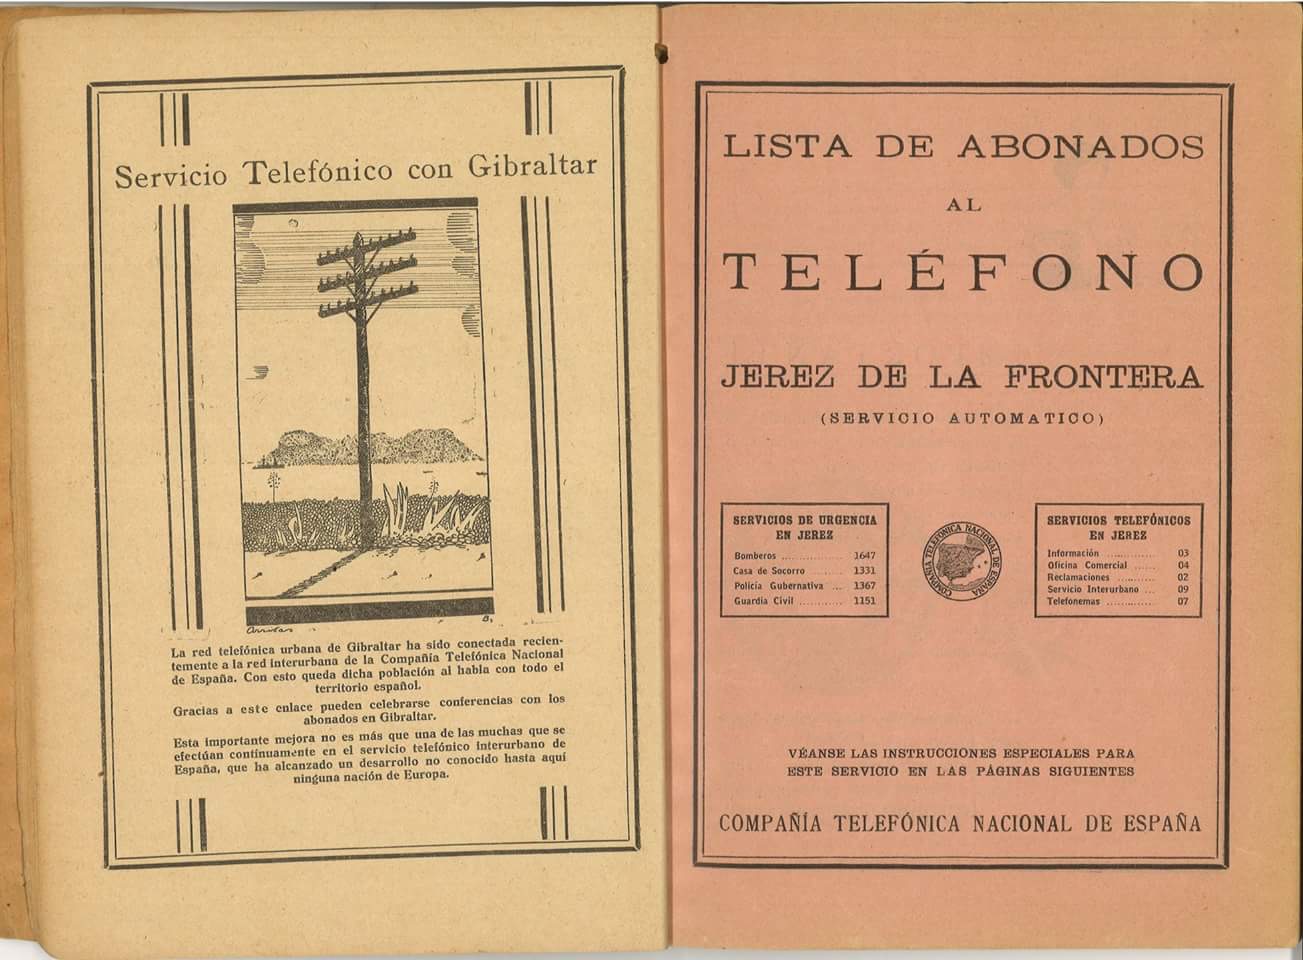 Servicio Telefónico con Gibraltar
B,
La red telefónica urbana de Gibraltar ha sido conectada recien-
temente a la red interurbana de la Compañía Telefónica Nacional
de España. Con esto queda dicha población al habla con todo el
territorio español.
Gracias a este enlace pueden celebrarse conferencias con los
abonados en Gibraltar.
Esta importante mejora no es más que una de las muchas que se
efectúan continuamente en el servicio telefónico interurbano de
España, que ha alcanzado un desarrollo no conocido hasta aquí
ninguna nación de Europa.
LISTA DE ABONADOS
AL
TELÉFONO
JEREZ DE LA FRONTERA
(SERVICIO AUTOMATICO)
SERVICIOS DE URGENCIA
EN JEREZ
Bomberos .............. 1647
Casa de Socorro ........ 1331
Policía Gubernativa ... 1367
Guardia Civil ............ 1151
COMPAÑIA TELEFONICA NACIONAL DE ESPAÑA
SERVICIOS TELEFÓNICOS
EN JEREZ
Información ............. 03
Oficina Comercial ...... 04
Reclamaciones .......... 02
Servicio Interurbano ... 09
Telefonemas ............. 07
VÉANSE LAS INSTRUCCIONES ESPECIALES PARA
ESTE SERVICIO EN LAS PÁGINAS SIGUIENTES
COMPAÑÍA TELEFÓNICA NACIONAL DE ESPAÑA